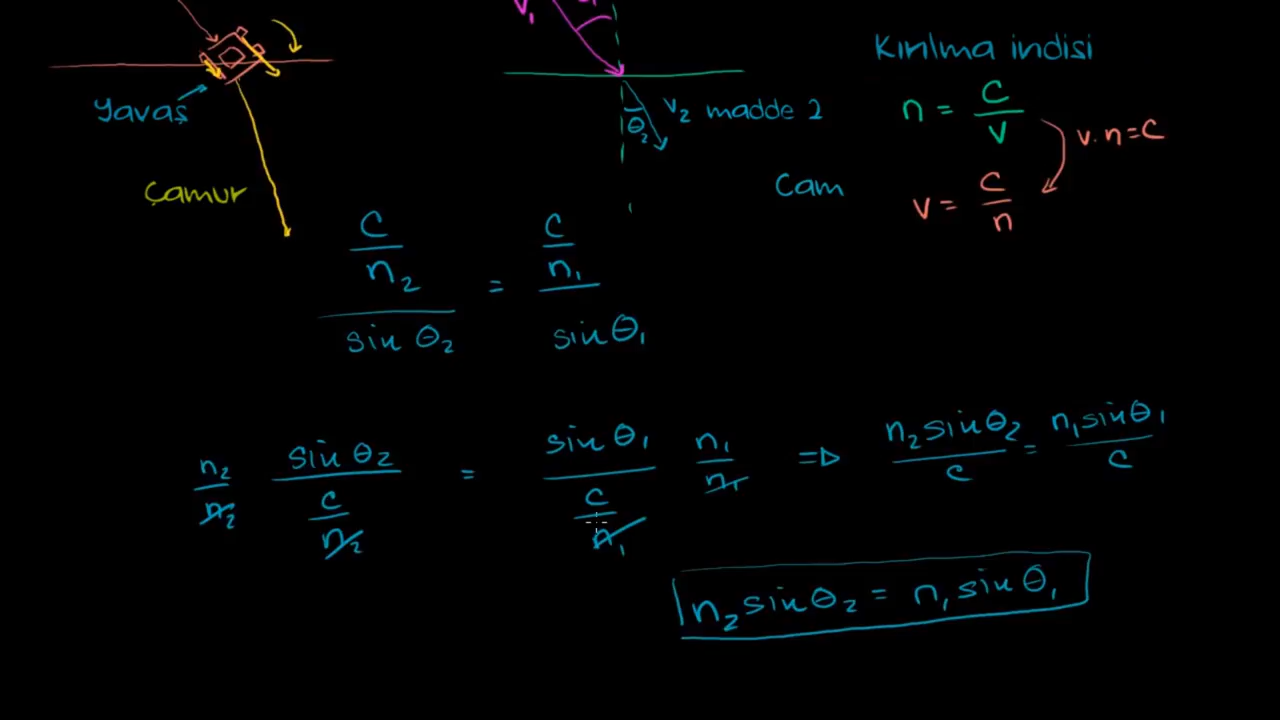 v₁
Kırılma indisi
n = c/v
v.n=c
v = c/n
Yavaş
Çamur
θ₂
v₂ madde 2
Cam
(c/n₂)/sin θ₂ = (c/n₁)/sin θ₁
n₂/n₂ sin θ₂/(c/n₂) = sin θ₁/(c/n₁) n₁/n₁ => n₂ sin θ₂/c = n₁ sin θ₁/c
n₂ sin θ₂ = n₁ sin θ₁